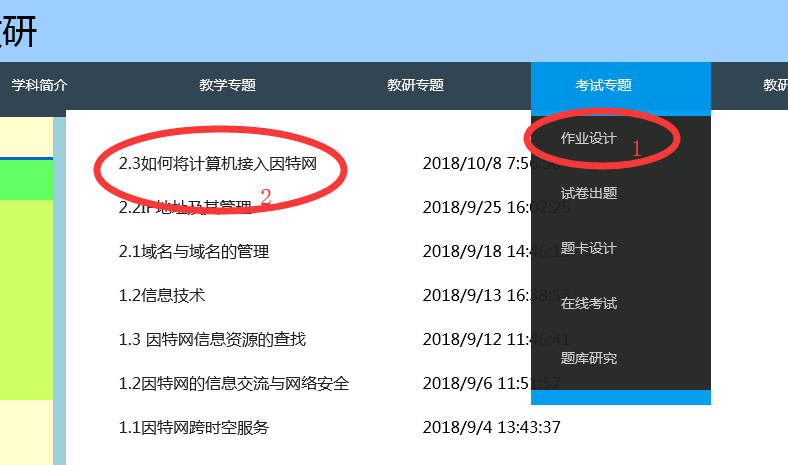 研
学科简介 教学专题 教研专题 考试专题 教研
作业设计 1
2.3如何将计算机接入因特网 2018/10/8 7:56
2
试卷出题
2.2IP地址及其管理 2018/9/25 16:02:25
题卡设计
2.1域名与域名的管理 2018/9/18 14:46
1.2信息技术 2018/9/13 16:38
在线考试
1.3 因特网信息资源的查找 2018/9/12 11:46:41
题库研究
1.2因特网的信息交流与网络安全 2018/9/6 11:51:57
1.1因特网跨时空服务 2018/9/4 13:43:37